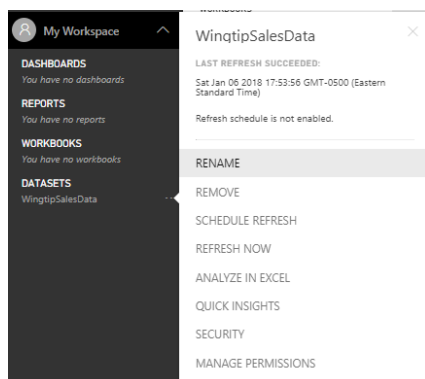 My Workspace
DASHBOARDS
You have no dashboards
REPORTS
You have no reports
WORKBOOKS
You have no workbooks
DATASETS
WingtipSalesData
WORKBOOKS
WingtipSalesData
LAST REFRESH SUCCEEDED:
Sat Jan 06 2018 17:53:56 GMT-0500 (Eastern
Standard Time)
Refresh schedule is not enabled.
RENAME
REMOVE
SCHEDULE REFRESH
REFRESH NOW
ANALYZE IN EXCEL
QUICK INSIGHTS
SECURITY
MANAGE PERMISSIONS